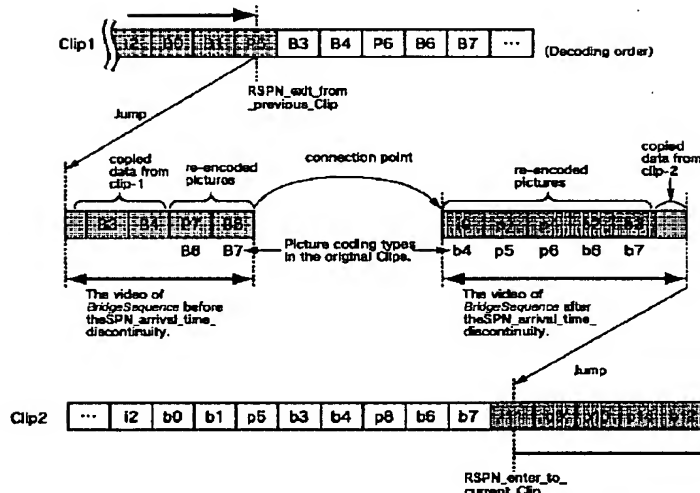 Clip1 i2 B0 B1 P5 B3 B4 P6 B6 B7 ... (Decoding order)
RSPN_exit_from
_previous_Clip
Jump
copied
data from
clip-1
re-encoded
pictures
connection point
re-encoded
pictures
copied
data from
clip-2
B3 B4
B6 B7
Picture coding types
in the original Clips.
b4 p5 p6 b6 b7
The video of
BridgeSequence before
theSPN_arrival_time_
discontinuity.
The video of
BridgeSequence after
theSPN_arrival_time_
discontinuity.
Jump
Clip2 ... i2 b0 b1 p5 b3 b4 p8 b6 b7
RSPN_enter_to_
current_Clip